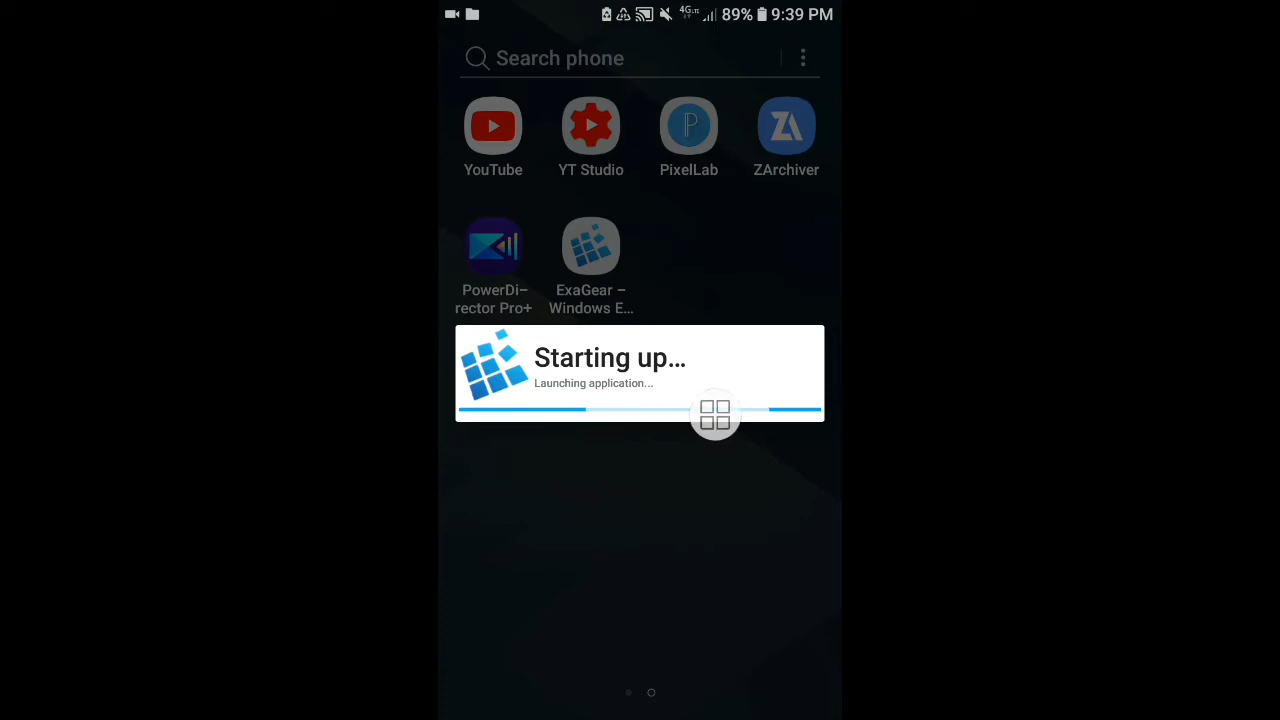 89% 9:39 PM
Search phone
YouTube
YT Studio
PixelLab
ZArchiver
PowerDi–
rector Pro+
ExaGear –
Windows E...
Starting up...
Launching application...